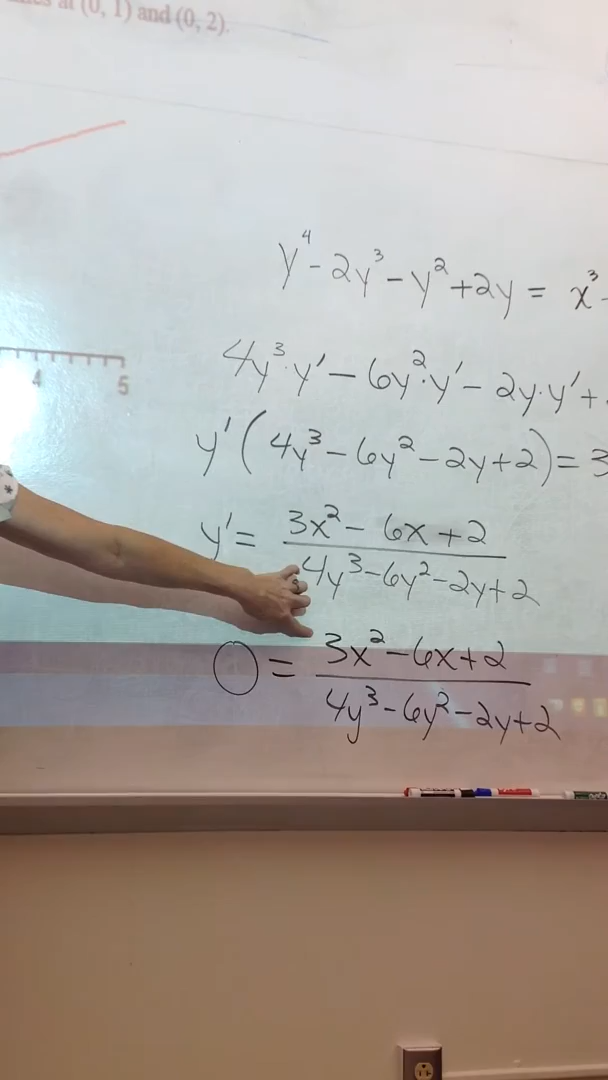 at (0, 1) and (0, 2).
4 5
y⁴ - 2y³ - y² + 2y = x³ -
4y³·y' - 6y²·y' - 2y·y' +
y' (4y³ - 6y² - 2y + 2) = 3
y' = 3x² - 6x + 2
4y³ - 6y² - 2y + 2
0 = 3x² - 6x + 2
4y³ - 6y² - 2y + 2